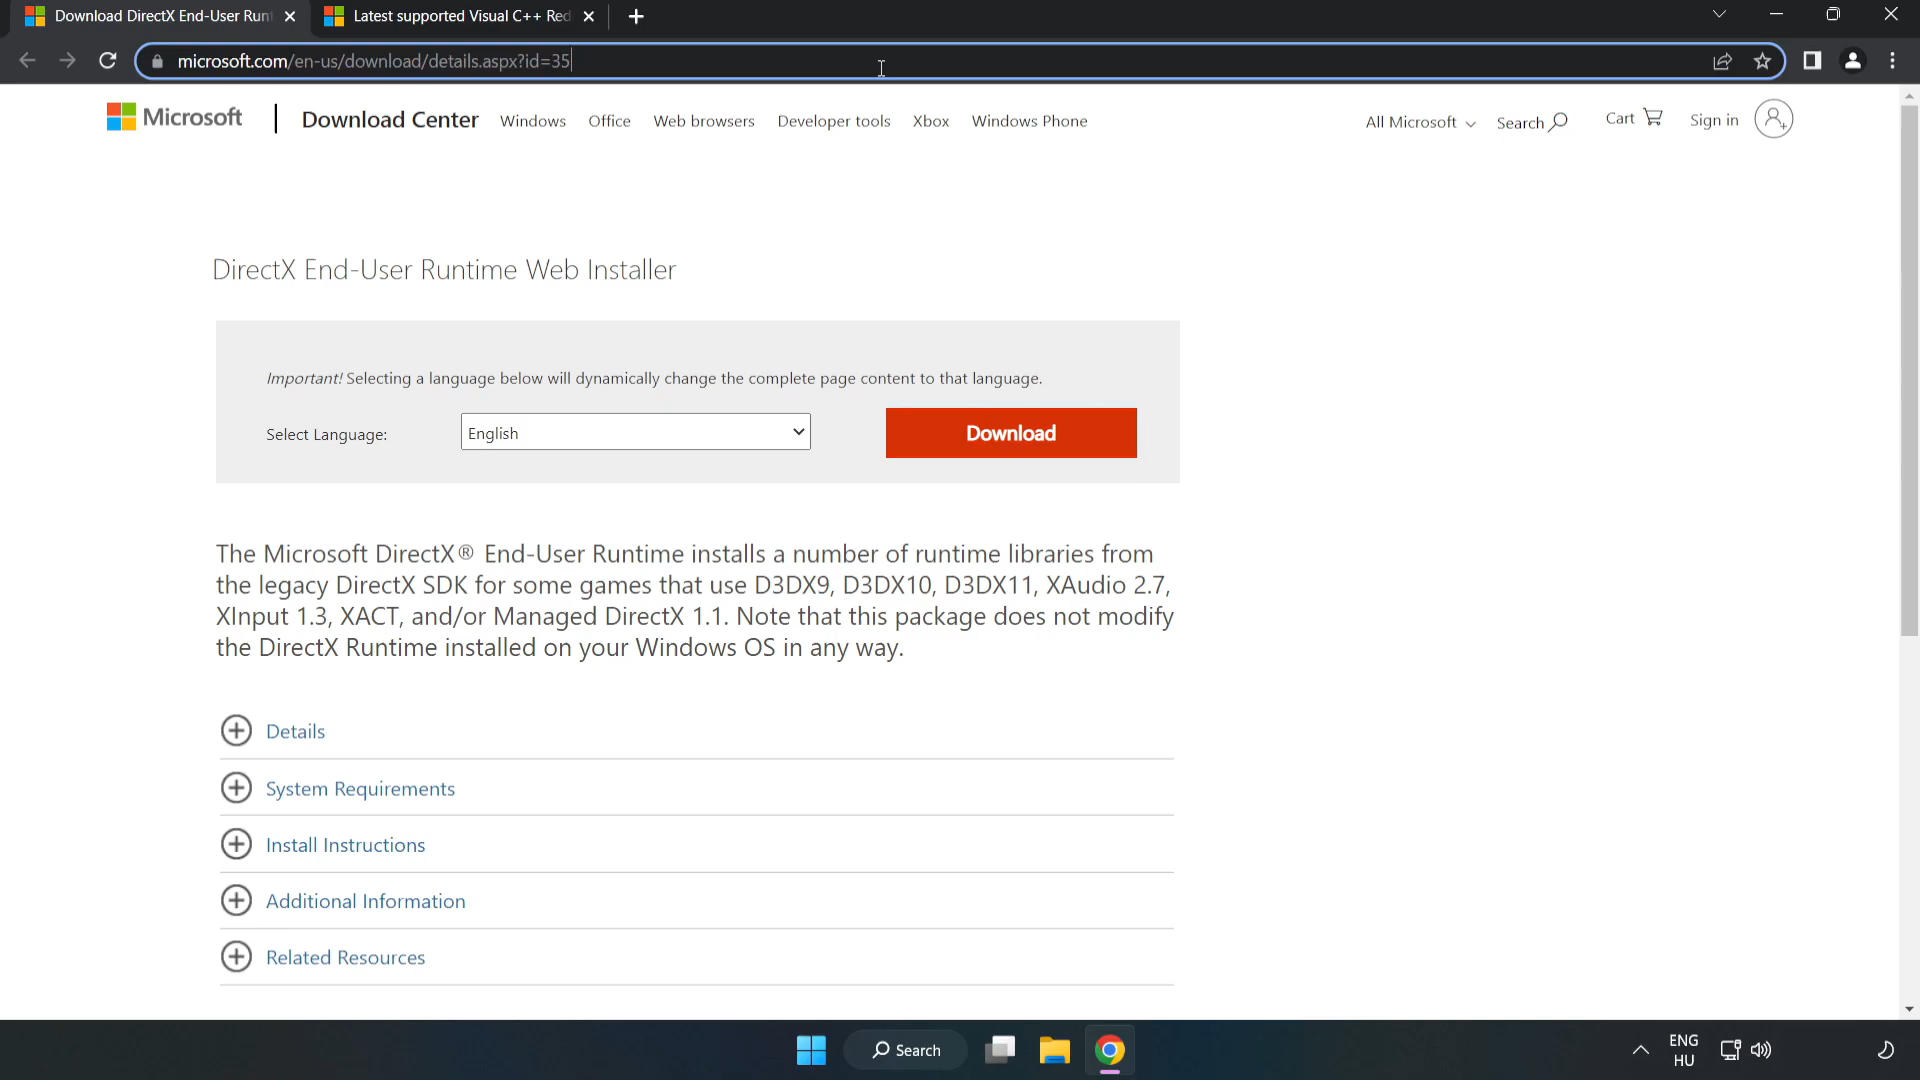 Download DirectX End-User Runt
Latest supported Visual C++ Red
microsoft.com/en-us/download/details.aspx?id=35
Microsoft
Download Center
Windows
Office
Web browsers
Developer tools
Xbox
Windows Phone
All Microsoft
Search
Cart
Sign in
DirectX End-User Runtime Web Installer
Important! Selecting a language below will dynamically change the complete page content to that language.
Select Language:
English
Download
The Microsoft DirectX® End-User Runtime installs a number of runtime libraries from
the legacy DirectX SDK for some games that use D3DX9, D3DX10, D3DX11, XAudio 2.7,
XInput 1.3, XACT, and/or Managed DirectX 1.1. Note that this package does not modify
the DirectX Runtime installed on your Windows OS in any way.
Details
System Requirements
Install Instructions
Additional Information
Related Resources
Search
ENG
HU